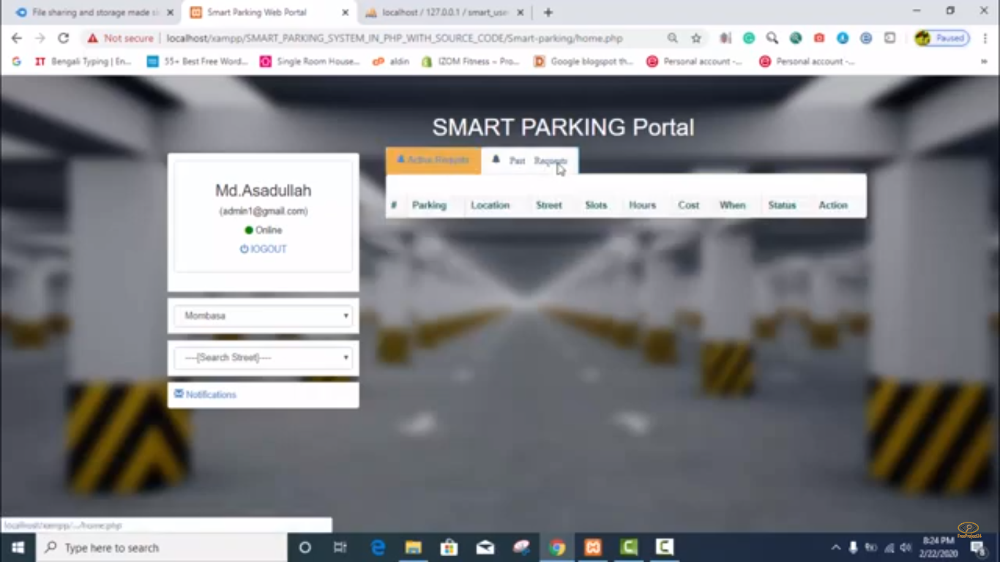 File sharing and storage made si
Smart Parking Web Portal
localhost / 127.0.0.1 / smart_use
Not secure
localhost/xampp/SMART_PARKING_SYSTEM_IN_PHP_WITH_SOURCE_CODE/Smart-parking/home.php
Paused
Bengali Typing | En...
55+ Best Free Word...
Single Room House...
aldin
IZOM Fitness – Pro...
Google blogspot th...
Personal account -...
Personal account -...
SMART PARKING Portal
Past Requests
Md.Asadullah
(admin1@gmail.com)
Online
lOGOUT
# Parking Location Street Slots Hours Cost When Status Action
Mombasa
----[Search Street]----
Notifications
localhost/xampp/.../home.php
FreeProject24
Type here to search
8:24 PM
2/22/2020